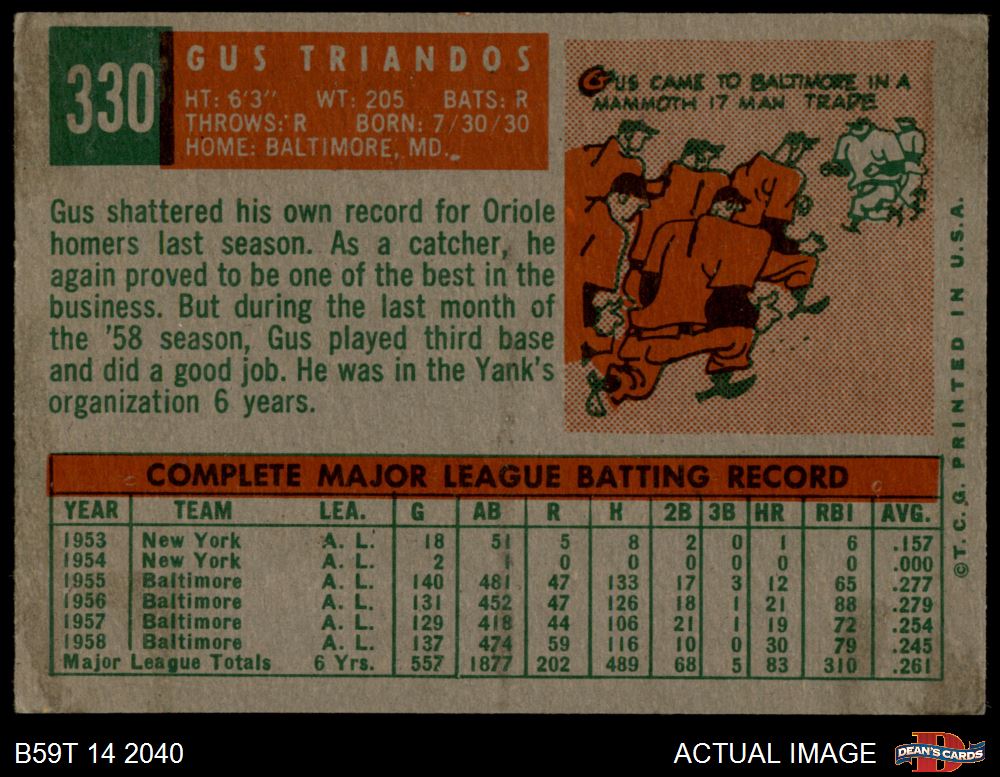 330
GUS TRIANDOS
HT: 6'3" WT: 205 BATS: R
THROWS: R BORN: 7/30/30
HOME: BALTIMORE, MD.
GUS CAME TO BALTIMORE IN A
MAMMOTH 17 MAN TRADE
Gus shattered his own record for Oriole
homers last season. As a catcher, he
again proved to be one of the best in the
business. But during the last month of
the '58 season, Gus played third base
and did a good job. He was in the Yank's
organization 6 years.
COMPLETE MAJOR LEAGUE BATTING RECORD
YEAR TEAM LEA. G AB R H 2B 3B HR RBI AVG.
1953 New York A. L. 18 51 5 8 2 0 1 6 .157
1954 New York A. L. 2 1 0 0 0 0 0 0 .000
1955 Baltimore A. L. 140 481 47 133 17 3 12 65 .277
1956 Baltimore A. L. 131 452 47 126 18 1 21 88 .279
1957 Baltimore A. L. 129 418 44 106 21 1 19 72 .254
1958 Baltimore A. L. 137 474 59 116 10 0 30 79 .245
Major League Totals 6 Yrs. 557 1877 202 489 68 5 83 310 .261
©T. C. G. PRINTED IN U.S.A.
B59T 14 2040
ACTUAL IMAGE
DEAN'S CARDS